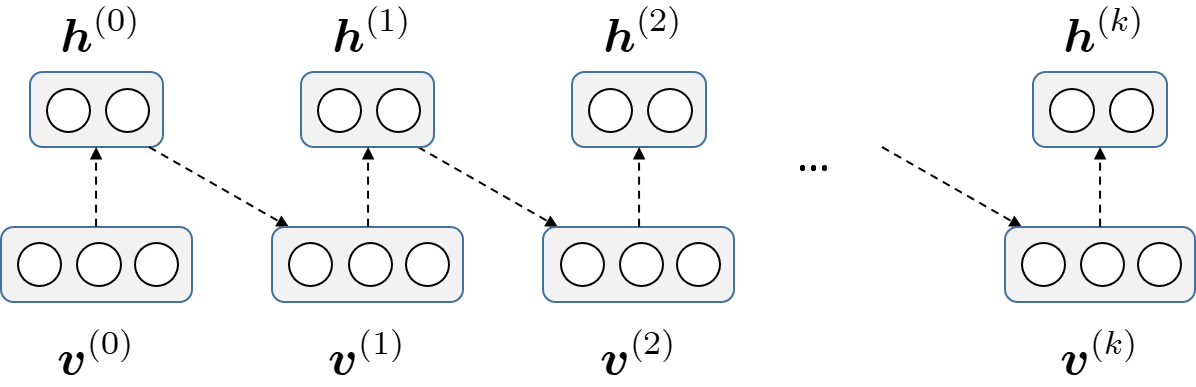 h^(0) h^(1) h^(2) h^(k)
...
v^(0) v^(1) v^(2) v^(k)